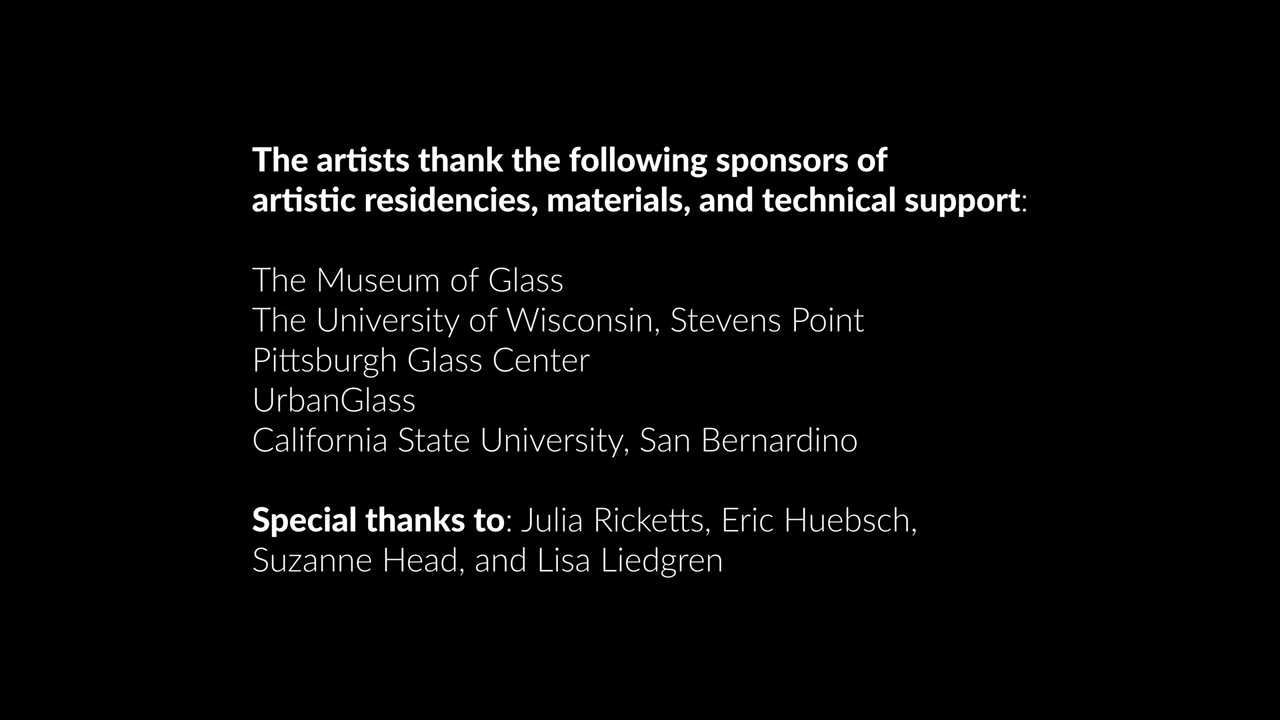 The artists thank the following sponsors of
artistic residencies, materials, and technical support:
The Museum of Glass
The University of Wisconsin, Stevens Point
Pittsburgh Glass Center
UrbanGlass
California State University, San Bernardino
Special thanks to: Julia Ricketts, Eric Huebsch,
Suzanne Head, and Lisa Liedgren